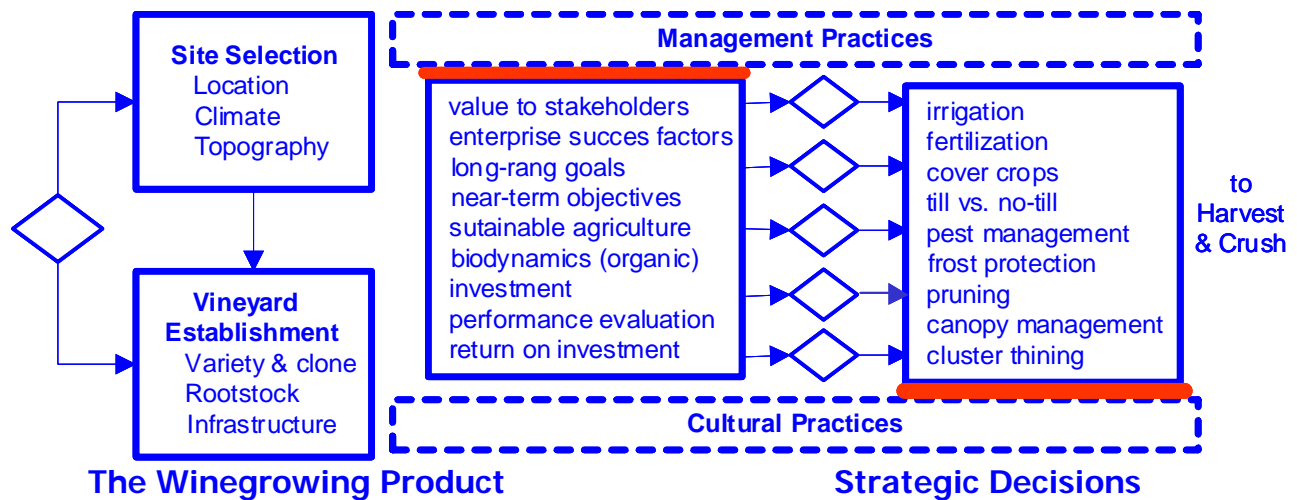 Site Selection
Location
Climate
Topography
Vineyard
Establishment
Variety & clone
Rootstock
Infrastructure
Management Practices
value to stakeholders
enterprise succes factors
long-rang goals
near-term objectives
sutainable agriculture
biodynamics (organic)
investment
performance evaluation
return on investment
irrigation
fertilization
cover crops
till vs. no-till
pest management
frost protection
pruning
canopy management
cluster thining
to
Harvest
& Crush
Cultural Practices
The Winegrowing Product
Strategic Decisions